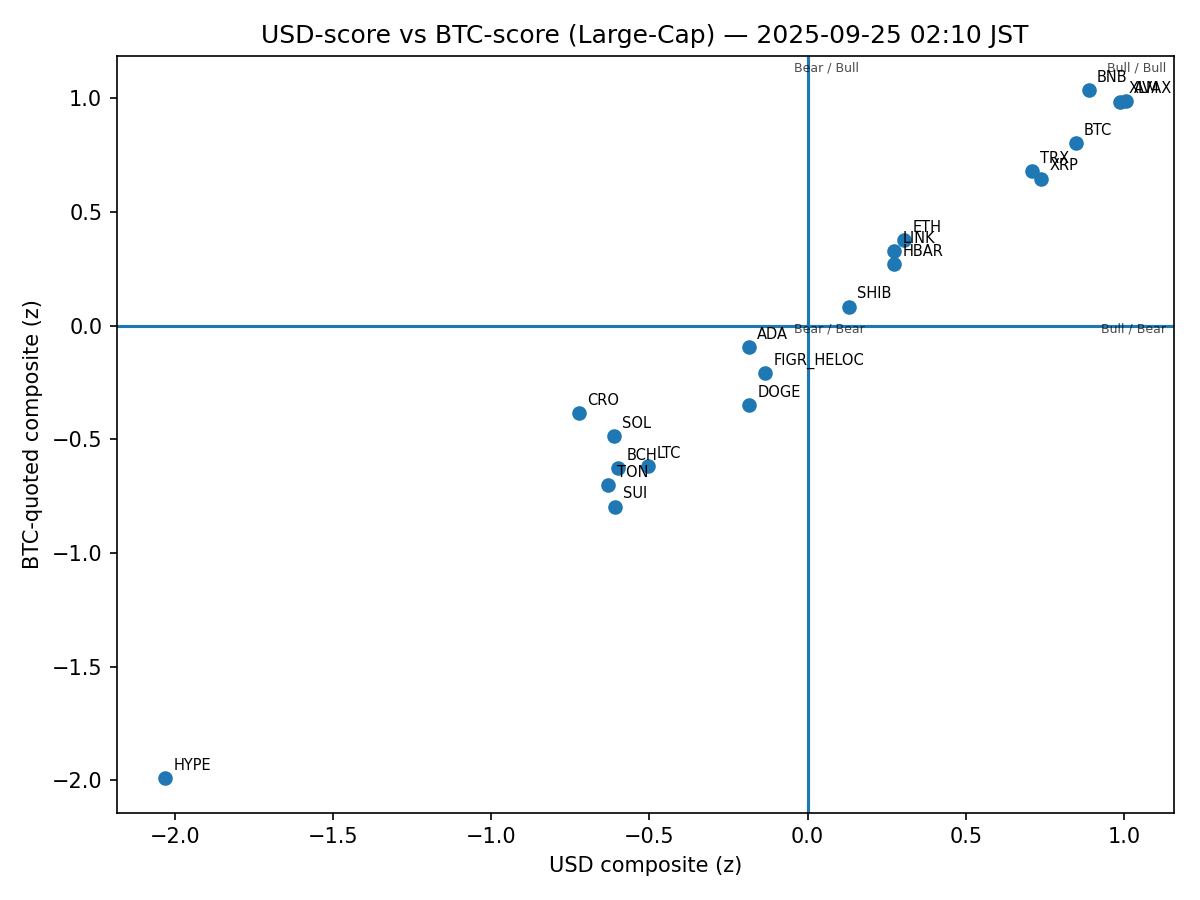 USD-score vs BTC-score (Large-Cap) — 2025-09-25 02:10 JST
Bear / Bull
Bull / Bull
BNB
XLM
AVAX
BTC
TRX
XRP
ETH
LINK
HBAR
SHIB
Bear / Bear
Bull / Bear
ADA
FIGR_HELOC
DOGE
CRO
SOL
BCH
LTC
TON
SUI
HYPE
1.0
0.5
0.0
−0.5
−1.0
−1.5
−2.0
BTC-quoted composite (z)
−2.0
−1.5
−1.0
−0.5
0.0
0.5
1.0
USD composite (z)